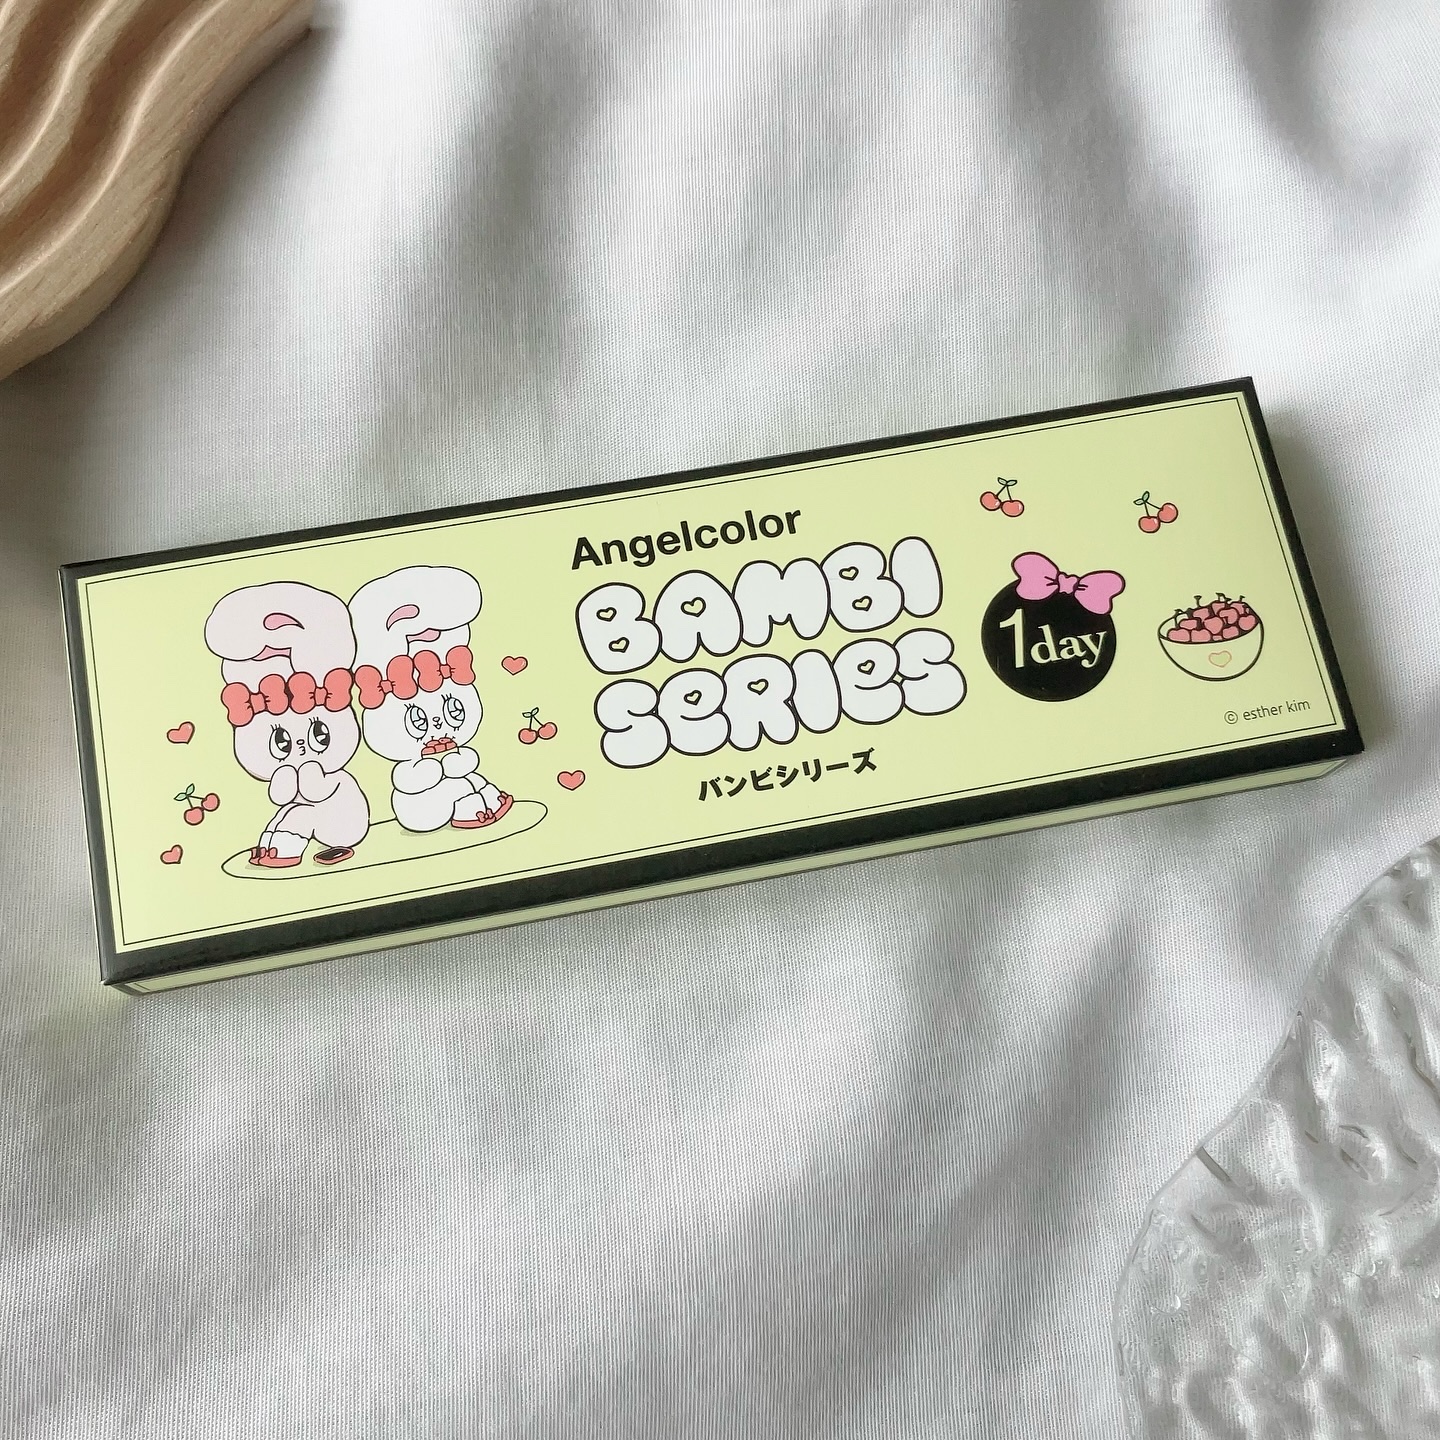 Angelcolor
BAMBI
SERIES
バンビシリーズ
1day
© esther kim